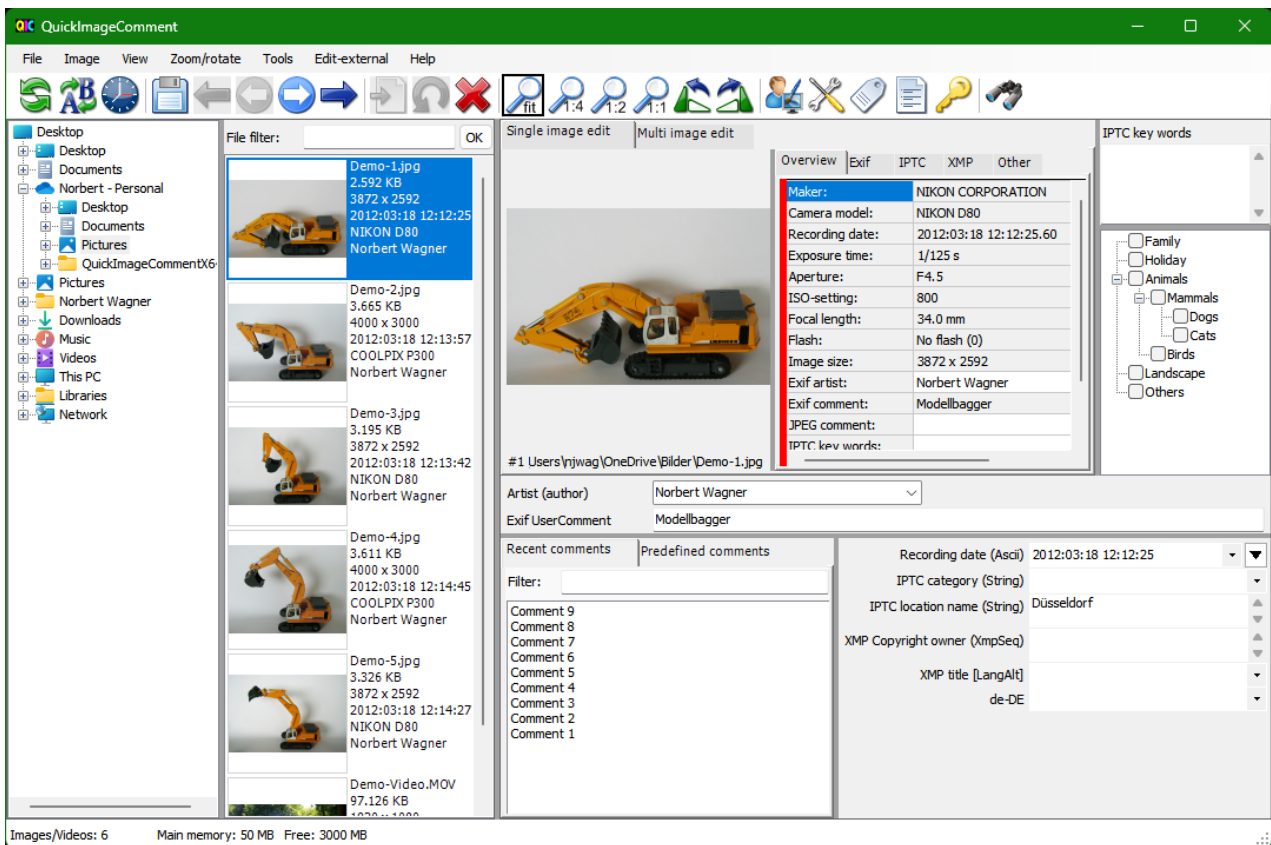 QIC QuickImageComment
File Image View Zoom/rotate Tools Edit-external Help
AB fit 1:4 1:2 1:1
Desktop
Desktop
Documents
Norbert - Personal
Desktop
Documents
Pictures
QuickImageCommentX6
Pictures
Norbert Wagner
Downloads
Music
Videos
This PC
Libraries
Network
File filter: OK
Demo-1.jpg
2.592 KB
3872 x 2592
2012:03:18 12:12:25
NIKON D80
Norbert Wagner
Demo-2.jpg
3.665 KB
4000 x 3000
2012:03:18 12:13:57
COOLPIX P300
Norbert Wagner
Demo-3.jpg
3.195 KB
3872 x 2592
2012:03:18 12:13:42
NIKON D80
Norbert Wagner
Demo-4.jpg
3.611 KB
4000 x 3000
2012:03:18 12:14:45
COOLPIX P300
Norbert Wagner
Demo-5.jpg
3.326 KB
3872 x 2592
2012:03:18 12:14:27
NIKON D80
Norbert Wagner
Demo-Video.MOV
97.126 KB
Single image edit Multi image edit
#1 Users\njwag\OneDrive\Bilder\Demo-1.jpg
Overview Exif IPTC XMP Other
Maker: NIKON CORPORATION
Camera model: NIKON D80
Recording date: 2012:03:18 12:12:25.60
Exposure time: 1/125 s
Aperture: F4.5
ISO-setting: 800
Focal length: 34.0 mm
Flash: No flash (0)
Image size: 3872 x 2592
Exif artist: Norbert Wagner
Exif comment: Modellbagger
JPEG comment:
IPTC key words:
IPTC key words
Family
Holiday
Animals
Mammals
Dogs
Cats
Birds
Landscape
Others
Artist (author) Norbert Wagner
Exif UserComment Modellbagger
Recent comments Predefined comments
Filter:
Comment 9
Comment 8
Comment 7
Comment 6
Comment 5
Comment 4
Comment 3
Comment 2
Comment 1
Recording date (Ascii) 2012:03:18 12:12:25
IPTC category (String)
IPTC location name (String) Düsseldorf
XMP Copyright owner (XmpSeq)
XMP title [LangAlt]
de-DE
Images/Videos: 6 Main memory: 50 MB Free: 3000 MB